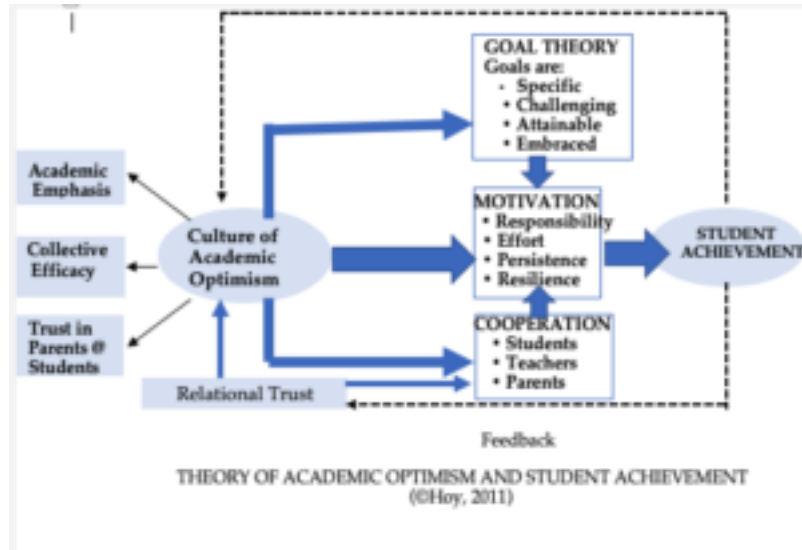 GOAL THEORY
Goals are:
- Specific
• Challenging
• Attainable
• Embraced
Academic
Emphasis
Collective
Efficacy
Trust in
Parents @
Students
Culture of
Academic
Optimism
MOTIVATION
• Responsibility
• Effort
• Persistence
• Resilience
STUDENT
ACHIEVEMENT
COOPERATION
• Students
• Teachers
• Parents
Relational Trust
Feedback
THEORY OF ACADEMIC OPTIMISM AND STUDENT ACHIEVEMENT
(©Hoy, 2011)